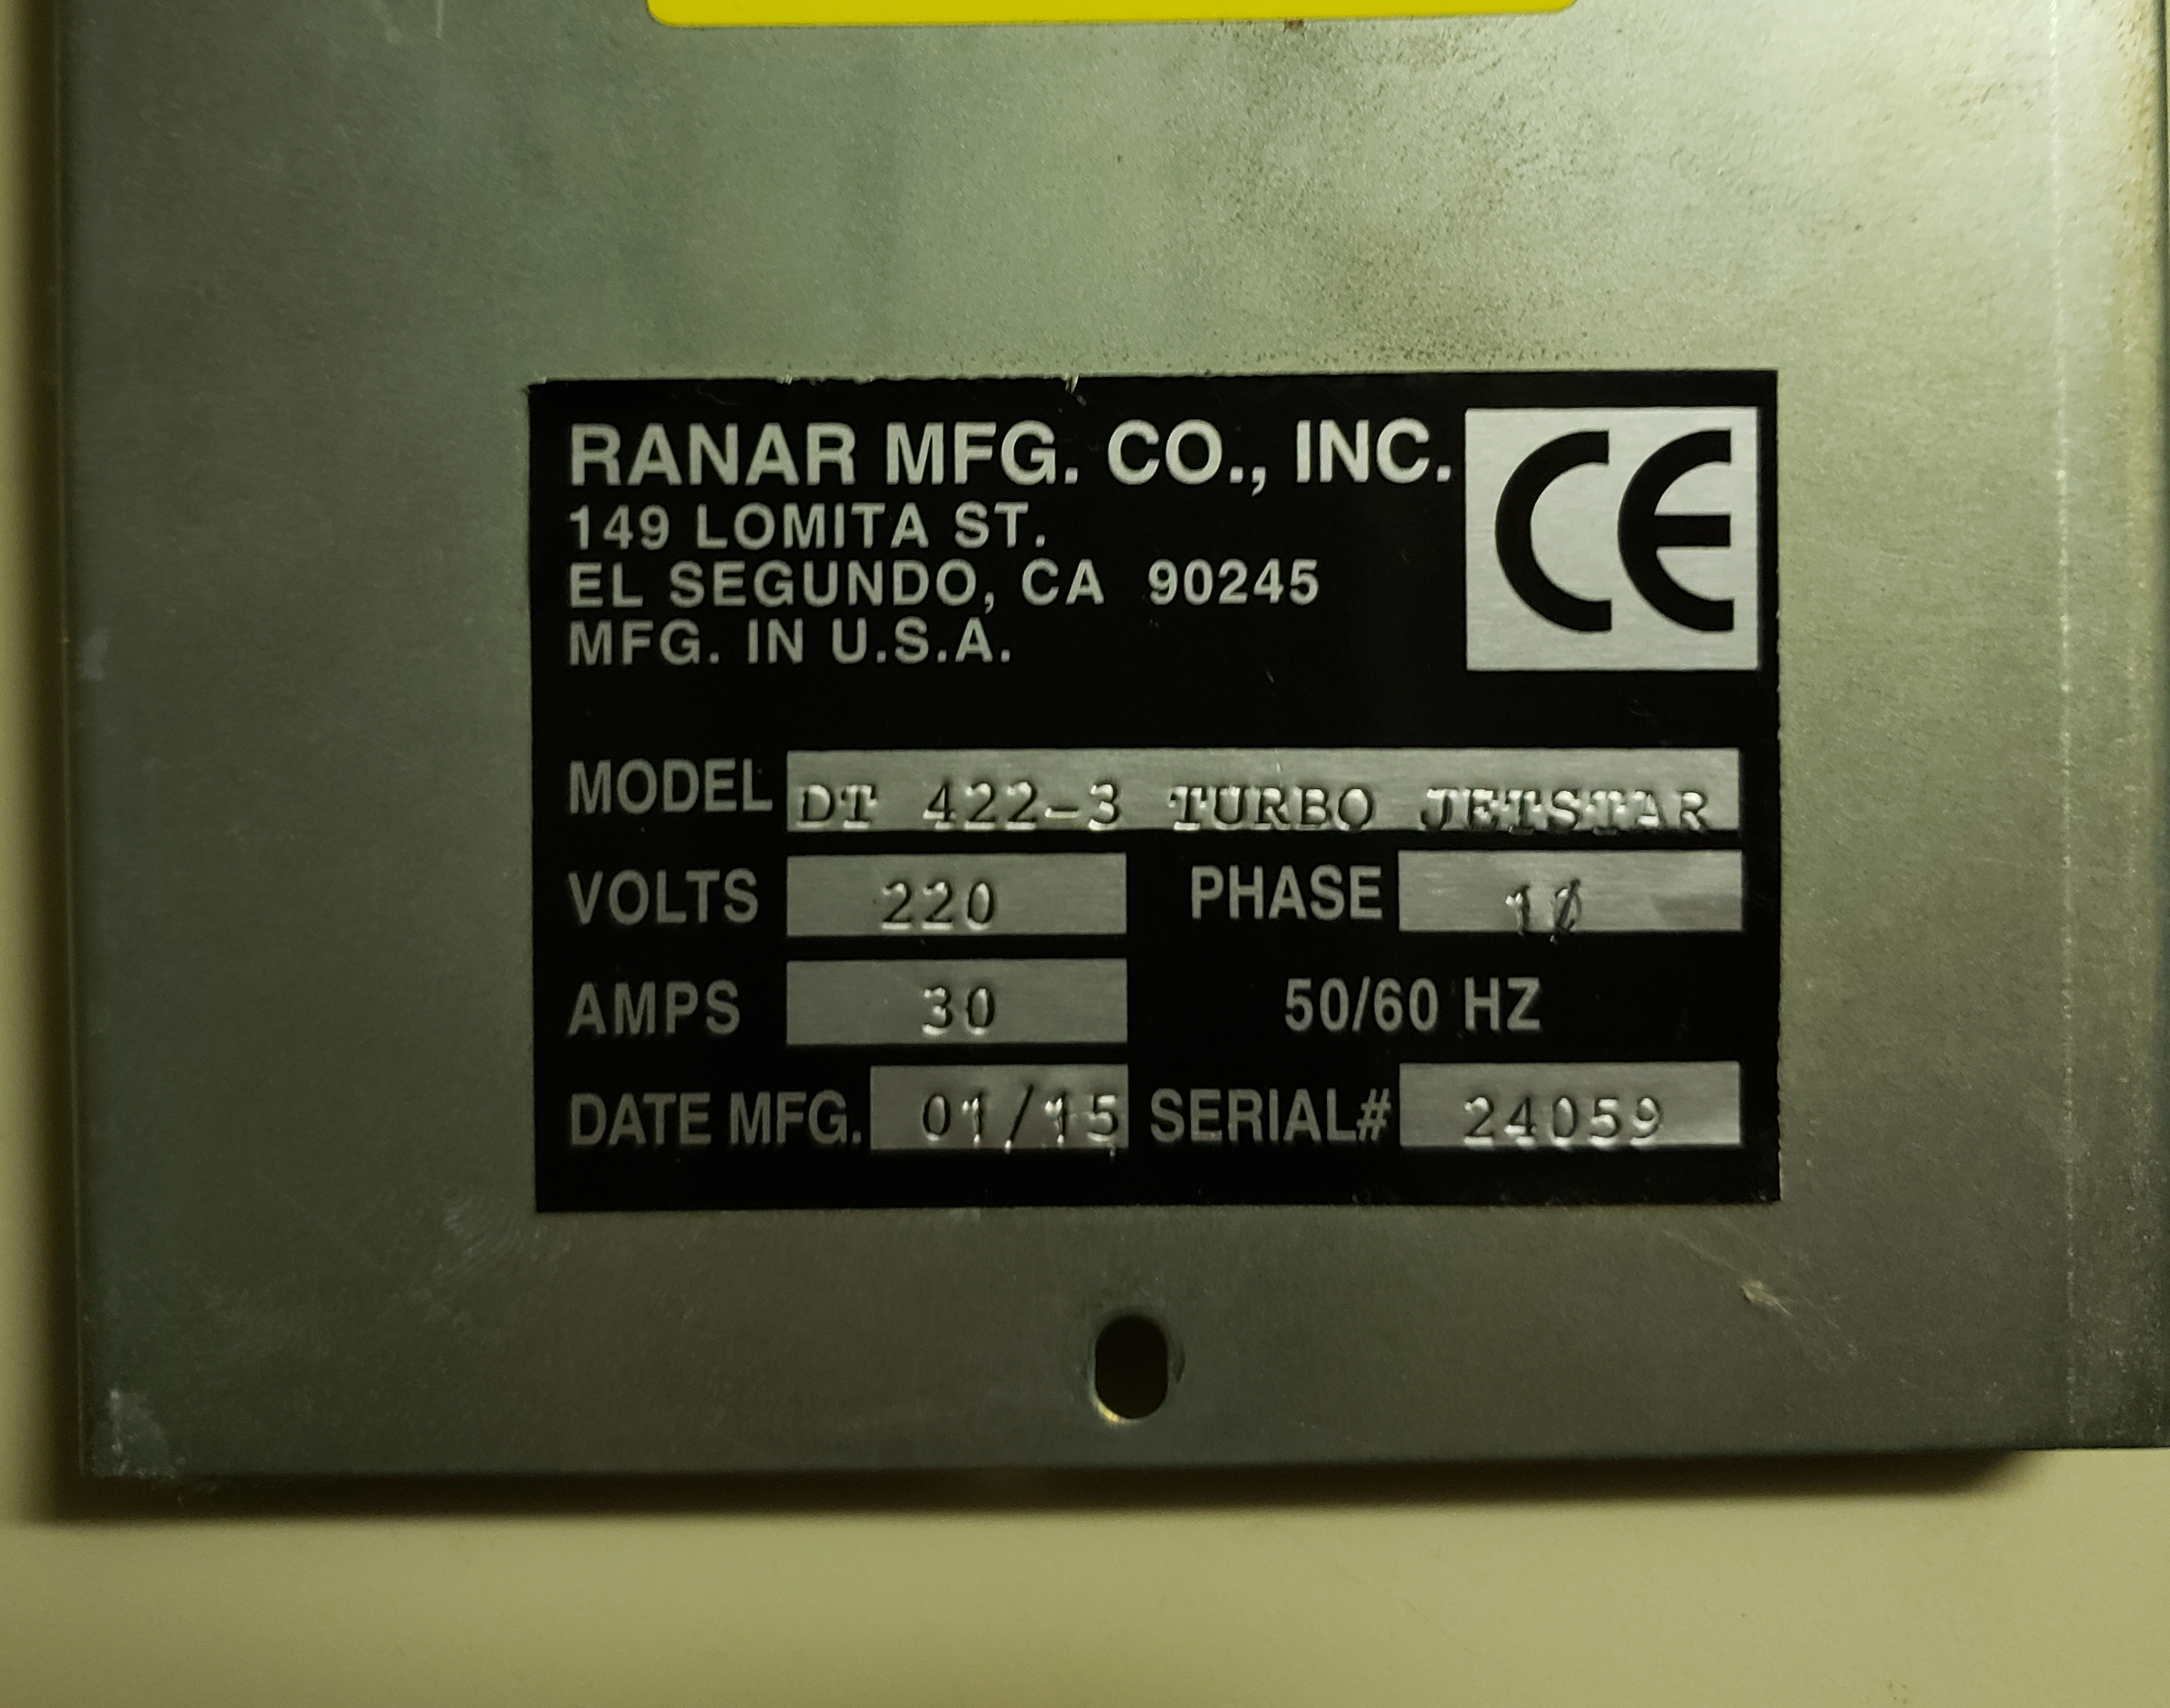 RANAR MFG. CO., INC.
CE
149 LOMITA ST.
EL SEGUNDO, CA 90245
MFG. IN U.S.A.
MODEL DT 422-3 TURBO JETSTAR
VOLTS 220 PHASE 1Ø
AMPS 30 50/60 HZ
DATE MFG. 01/15 SERIAL# 24059